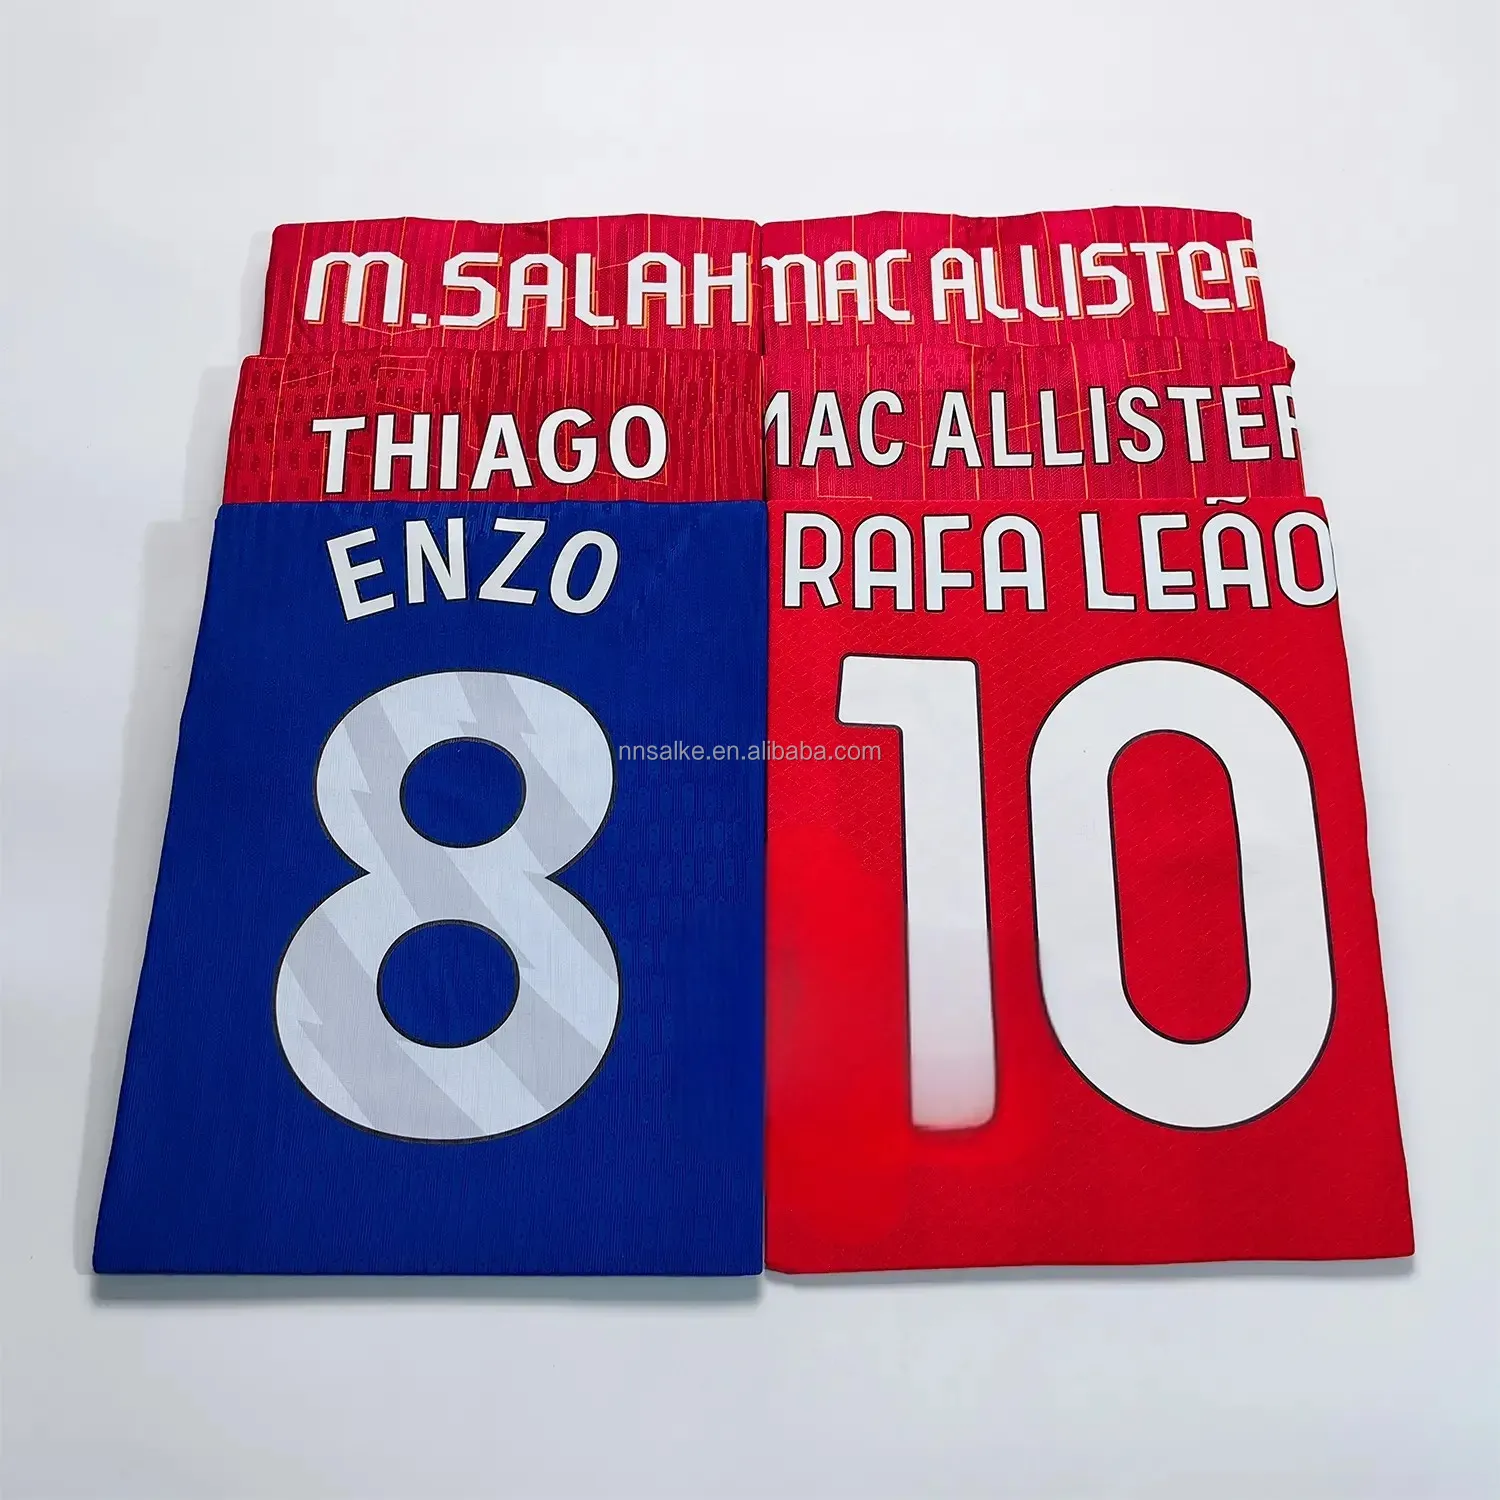 M.SALAH
MAC ALLISTER
THIAGO
MAC ALLISTER
ENZO
RAFA LEÃO
8
10
nnsalke.en.alibaba.com